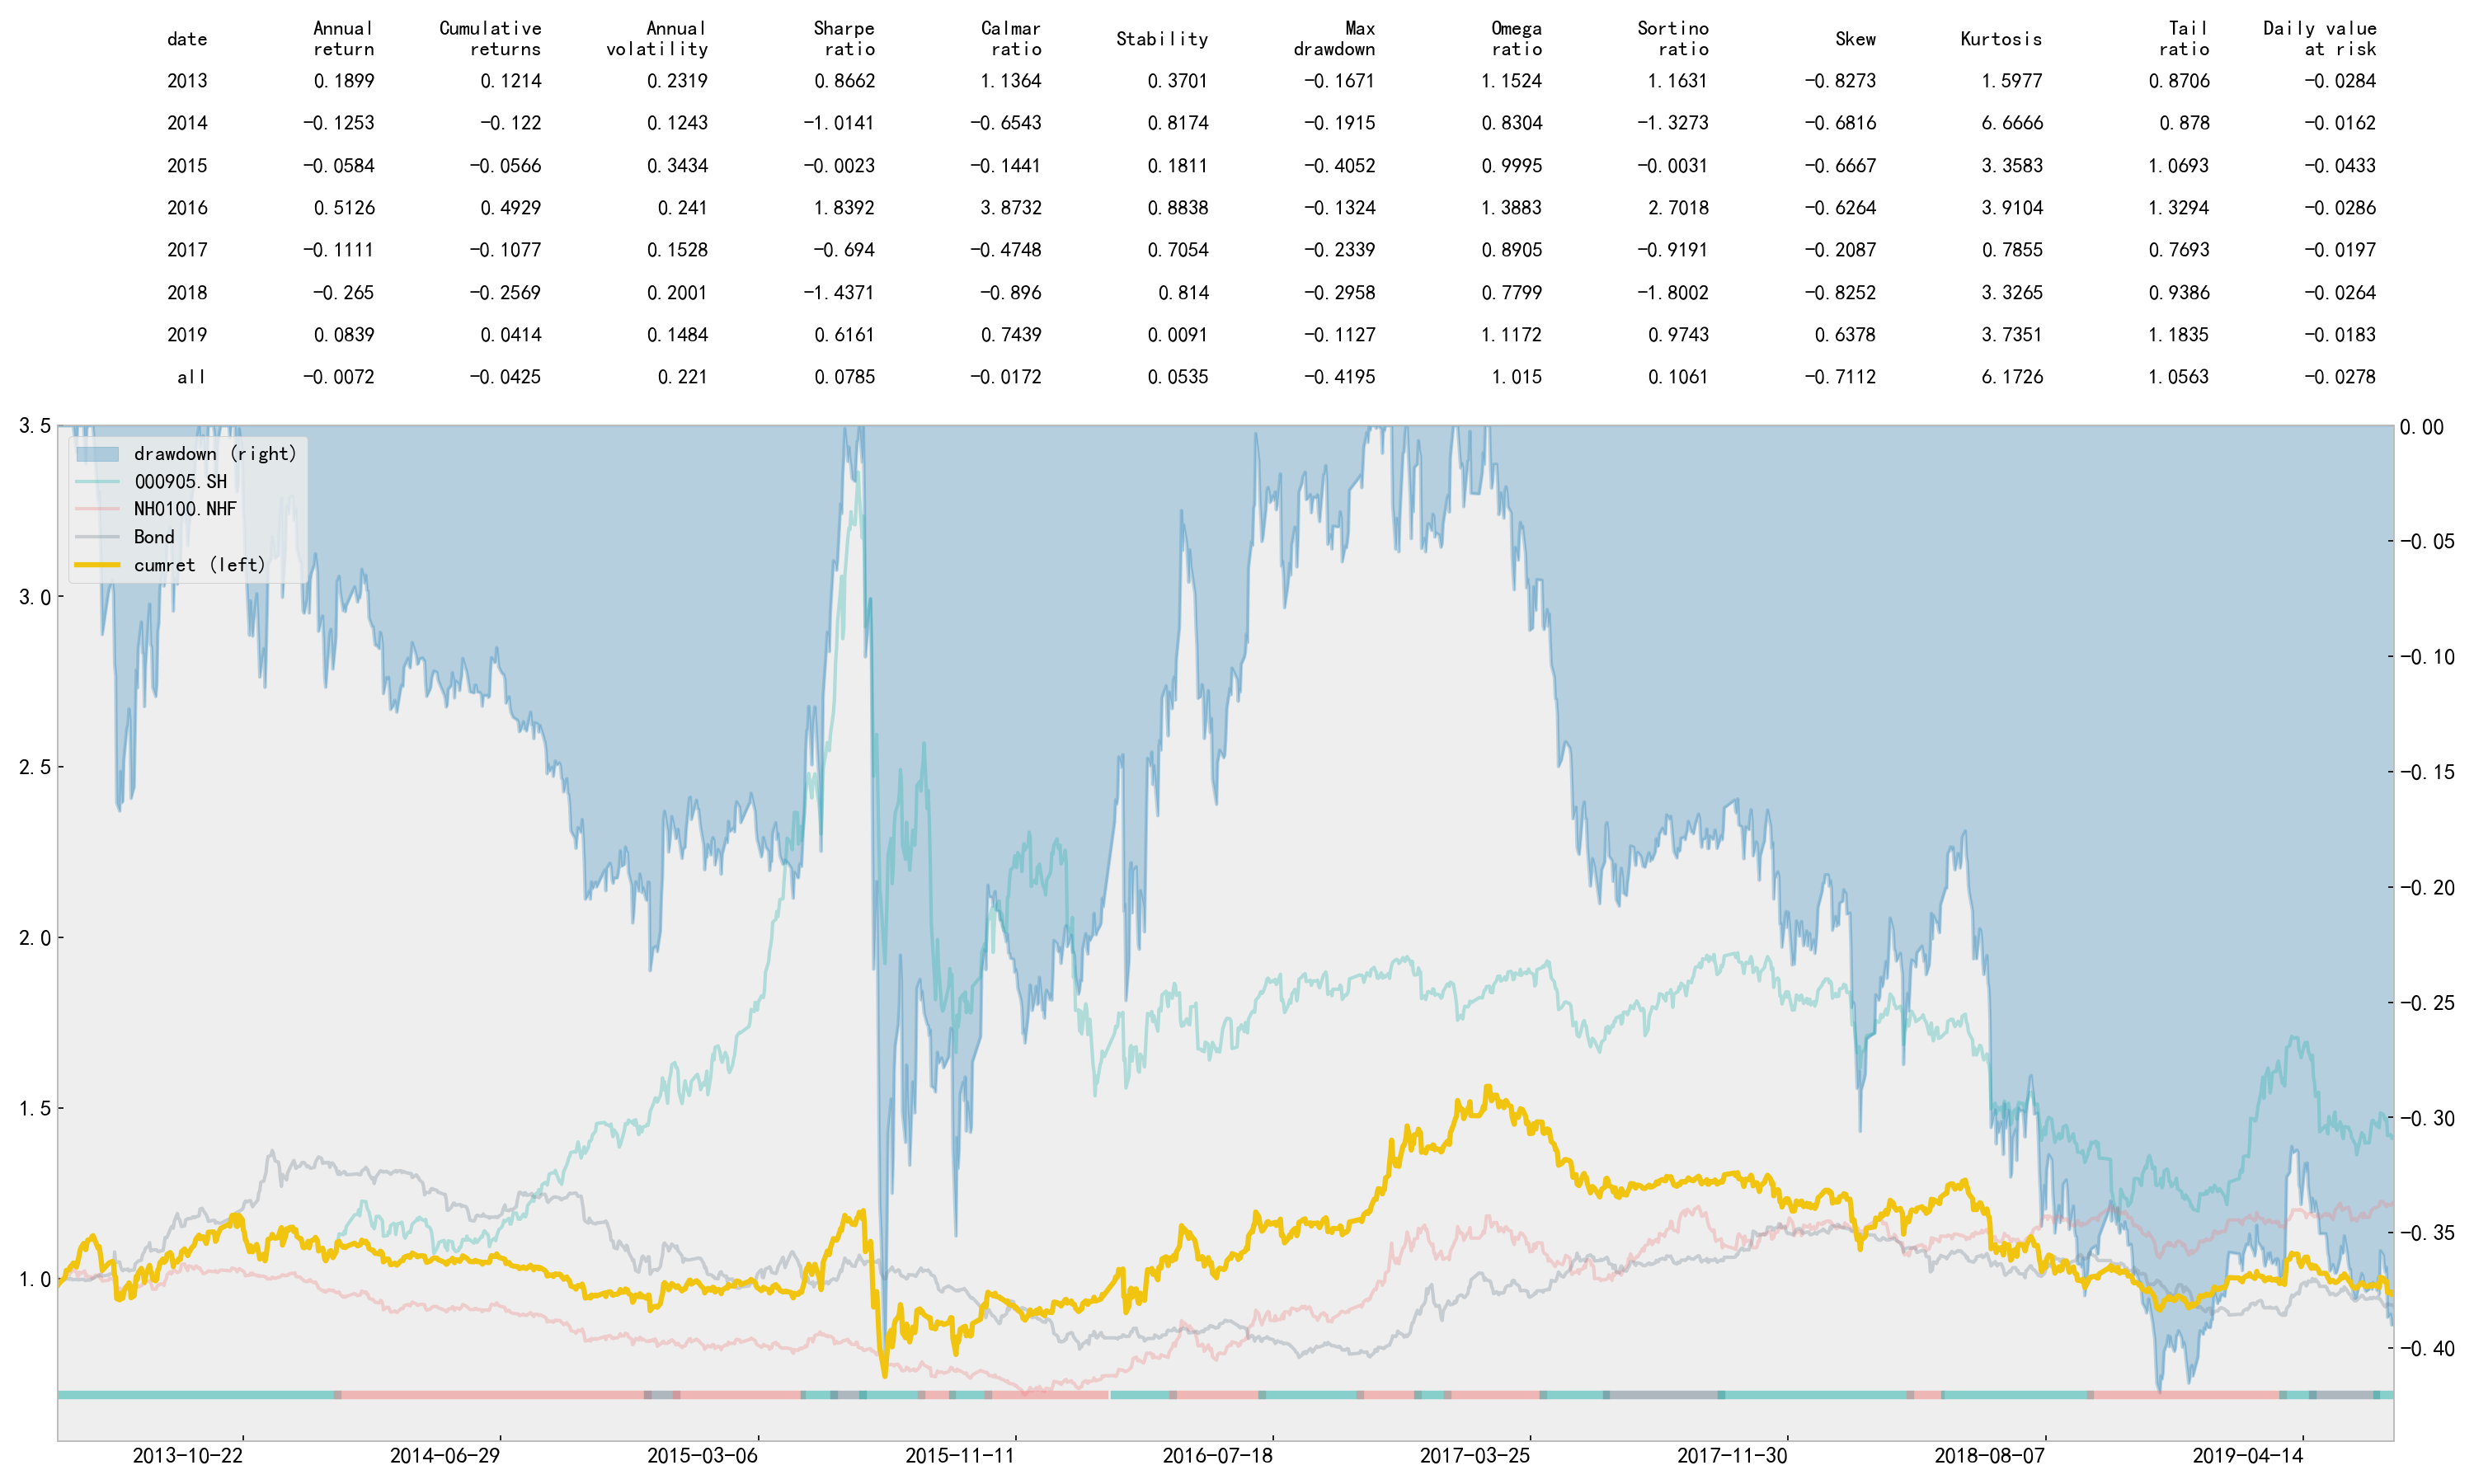 date Annual return Cumulative returns Annual volatility Sharpe ratio Calmar ratio Stability Max drawdown Omega ratio Sortino ratio Skew Kurtosis Tail ratio Daily value at risk
2013 0.1899 0.1214 0.2319 0.8662 1.1364 0.3701 −0.1671 1.1524 1.1631 −0.8273 1.5977 0.8706 −0.0284
2014 −0.1253 −0.122 0.1243 −1.0141 −0.6543 0.8174 −0.1915 0.8304 −1.3273 −0.6816 6.6666 0.878 −0.0162
2015 −0.0584 −0.0566 0.3434 −0.0023 −0.1441 0.1811 −0.4052 0.9995 −0.0031 −0.6667 3.3583 1.0693 −0.0433
2016 0.5126 0.4929 0.241 1.8392 3.8732 0.8838 −0.1324 1.3883 2.7018 −0.6264 3.9104 1.3294 −0.0286
2017 −0.1111 −0.1077 0.1528 −0.694 −0.4748 0.7054 −0.2339 0.8905 −0.9191 −0.2087 0.7855 0.7693 −0.0197
2018 −0.265 −0.2569 0.2001 −1.4371 −0.896 0.814 −0.2958 0.7799 −1.8002 −0.8252 3.3265 0.9386 −0.0264
2019 0.0839 0.0414 0.1484 0.6161 0.7439 0.0091 −0.1127 1.1172 0.9743 0.6378 3.7351 1.1835 −0.0183
all −0.0072 −0.0425 0.221 0.0785 −0.0172 0.0535 −0.4195 1.015 0.1061 −0.7112 6.1726 1.0563 −0.0278
3.5
3.0
2.5
2.0
1.5
1.0
drawdown (right)
000905.SH
NH0100.NHF
Bond
cumret (left)
0.00
−0.05
−0.10
−0.15
−0.20
−0.25
−0.30
−0.35
−0.40
2013−10−22 2014−06−29 2015−03−06 2015−11−11 2016−07−18 2017−03−25 2017−11−30 2018−08−07 2019−04−14